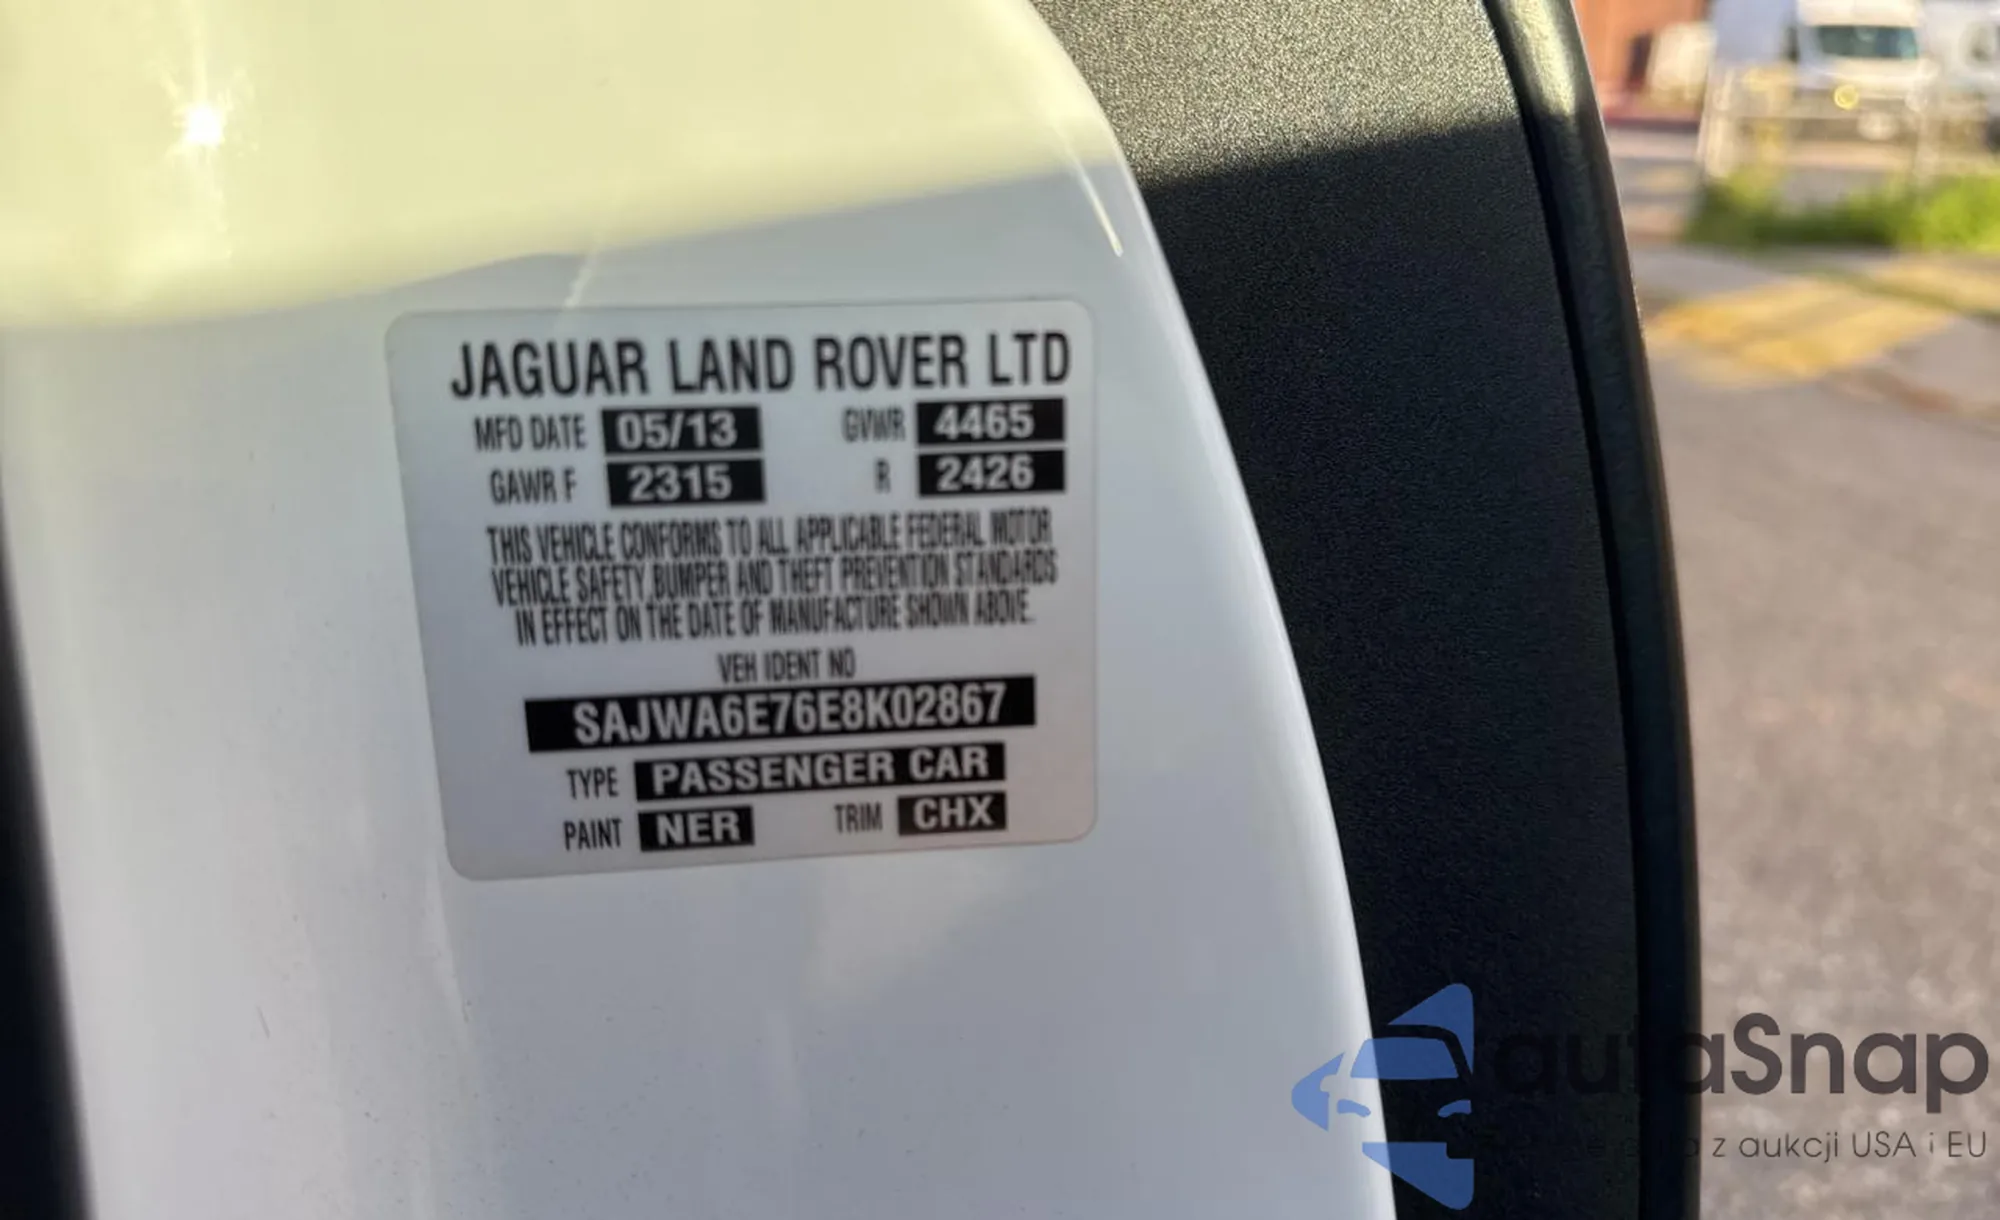 JAGUAR LAND ROVER LTD
MFD DATE 05/13 GVWR 4465
GAWR F 2315 R 2426
THIS VEHICLE CONFORMS TO ALL APPLICABLE FEDERAL MOTOR
VEHICLE SAFETY, BUMPER AND THEFT PREVENTION STANDARDS
IN EFFECT ON THE DATE OF MANUFACTURE SHOWN ABOVE.
VEH IDENT NO
SAJWA6E76E8K02867
TYPE PASSENGER CAR
PAINT NER TRIM CHX
autaSnap
z aukcji USA i EU